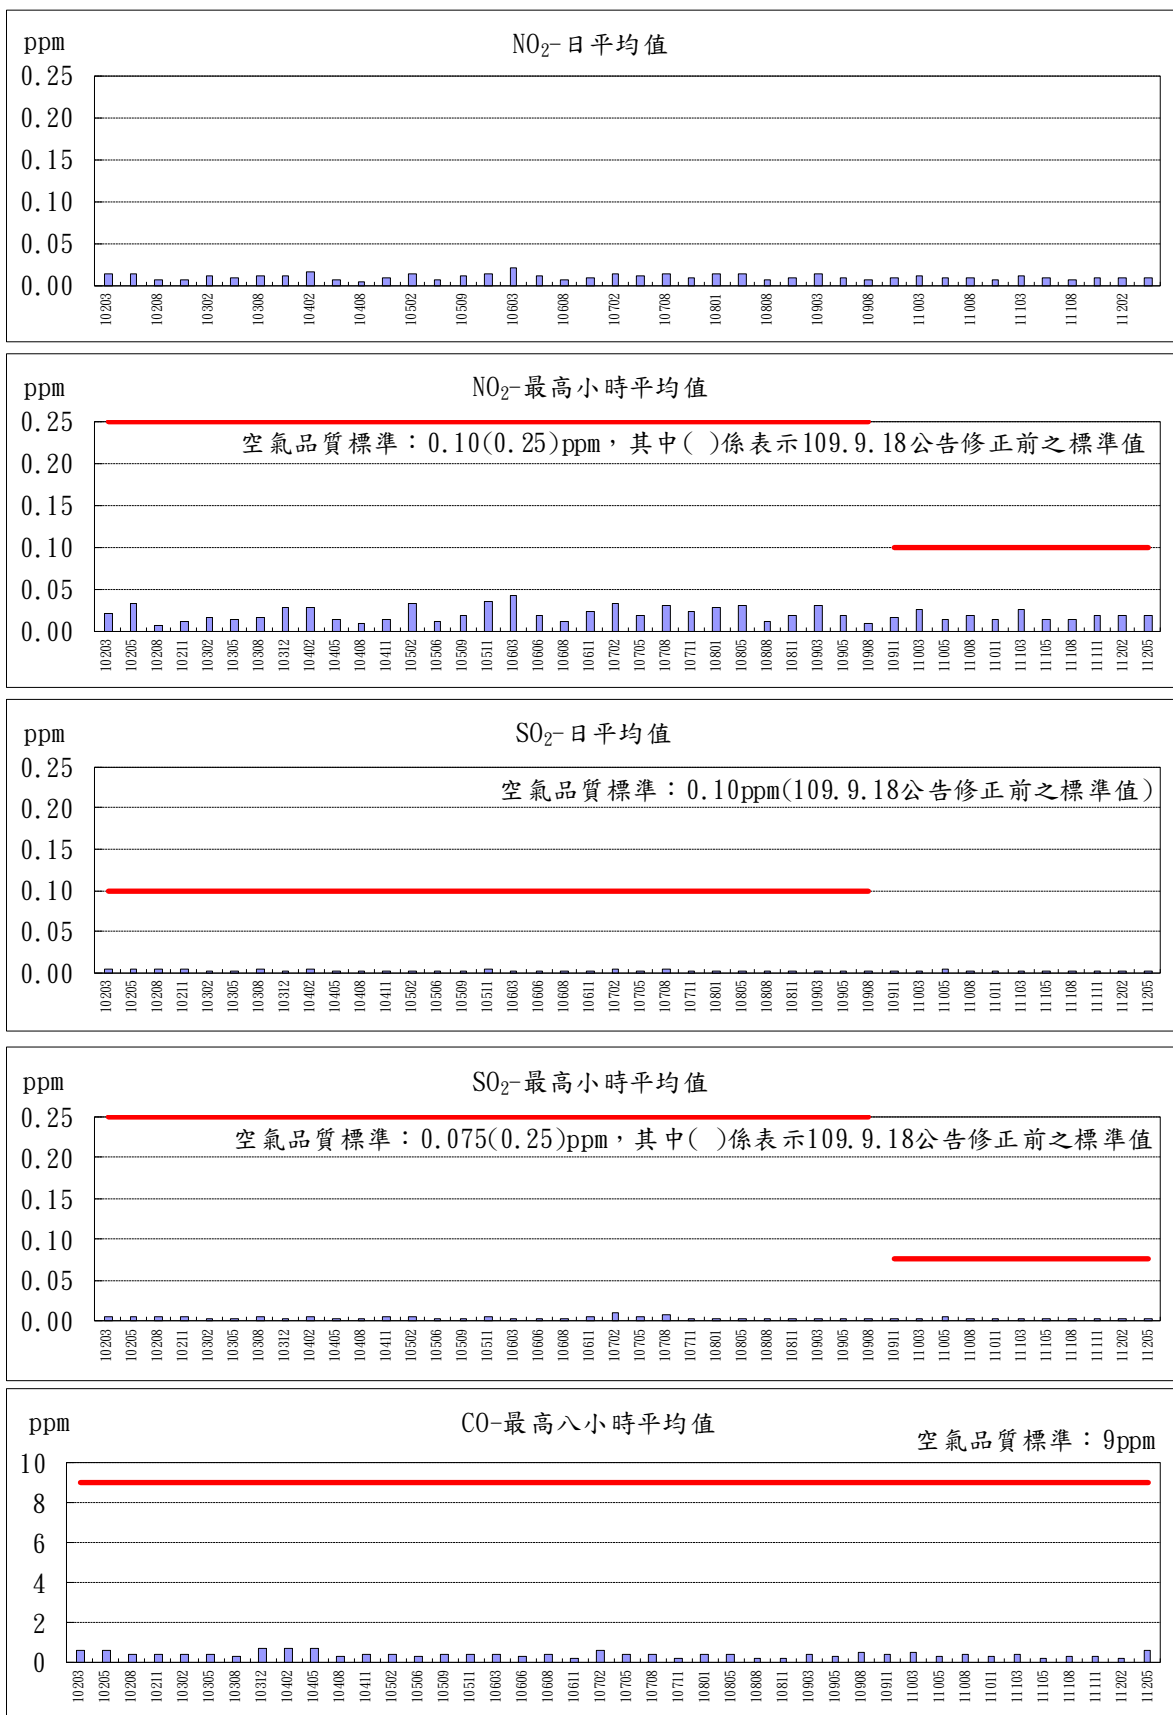 NO₂-日平均值
ppm
0.25
0.20
0.15
0.10
0.05
0.00
10203 10208 10302 10308 10402 10408 10502 10509 10603 10608 10702 10708 10801 10808 10903 10908 11003 11008 11103 11108 11202
NO₂-最高小時平均值
ppm
0.25
空氣品質標準：0.10(0.25)ppm，其中( )係表示109.9.18公告修正前之標準值
0.20
0.15
0.10
0.05
0.00
10203 10205 10208 10211 10302 10305 10308 10312 10402 10405 10408 10411 10502 10506 10509 10511 10603 10606 10608 10611 10702 10705 10708 10711 10801 10805 10808 10811 10903 10905 10908 10911 11003 11005 11008 11011 11103 11105 11108 11111 11202 11205
SO₂-日平均值
ppm
0.25
空氣品質標準：0.10ppm(109.9.18公告修正前之標準值)
0.20
0.15
0.10
0.05
0.00
10203 10205 10208 10211 10302 10305 10308 10312 10402 10405 10408 10411 10502 10506 10509 10511 10603 10606 10608 10611 10702 10705 10708 10711 10801 10805 10808 10811 10903 10905 10908 10911 11003 11005 11008 11011 11103 11105 11108 11111 11202 11205
SO₂-最高小時平均值
ppm
0.25
空氣品質標準：0.075(0.25)ppm，其中( )係表示109.9.18公告修正前之標準值
0.20
0.15
0.10
0.05
0.00
10203 10205 10208 10211 10302 10305 10308 10312 10402 10405 10408 10411 10502 10506 10509 10511 10603 10606 10608 10611 10702 10705 10708 10711 10801 10805 10808 10811 10903 10905 10908 10911 11003 11005 11008 11011 11103 11105 11108 11111 11202 11205
CO-最高八小時平均值
ppm
空氣品質標準：9ppm
10
8
6
4
2
0
10203 10205 10208 10211 10302 10305 10308 10312 10402 10405 10408 10411 10502 10506 10509 10511 10603 10606 10608 10611 10702 10705 10708 10711 10801 10805 10808 10811 10903 10905 10908 10911 11003 11005 11008 11011 11103 11105 11108 11111 11202 11205